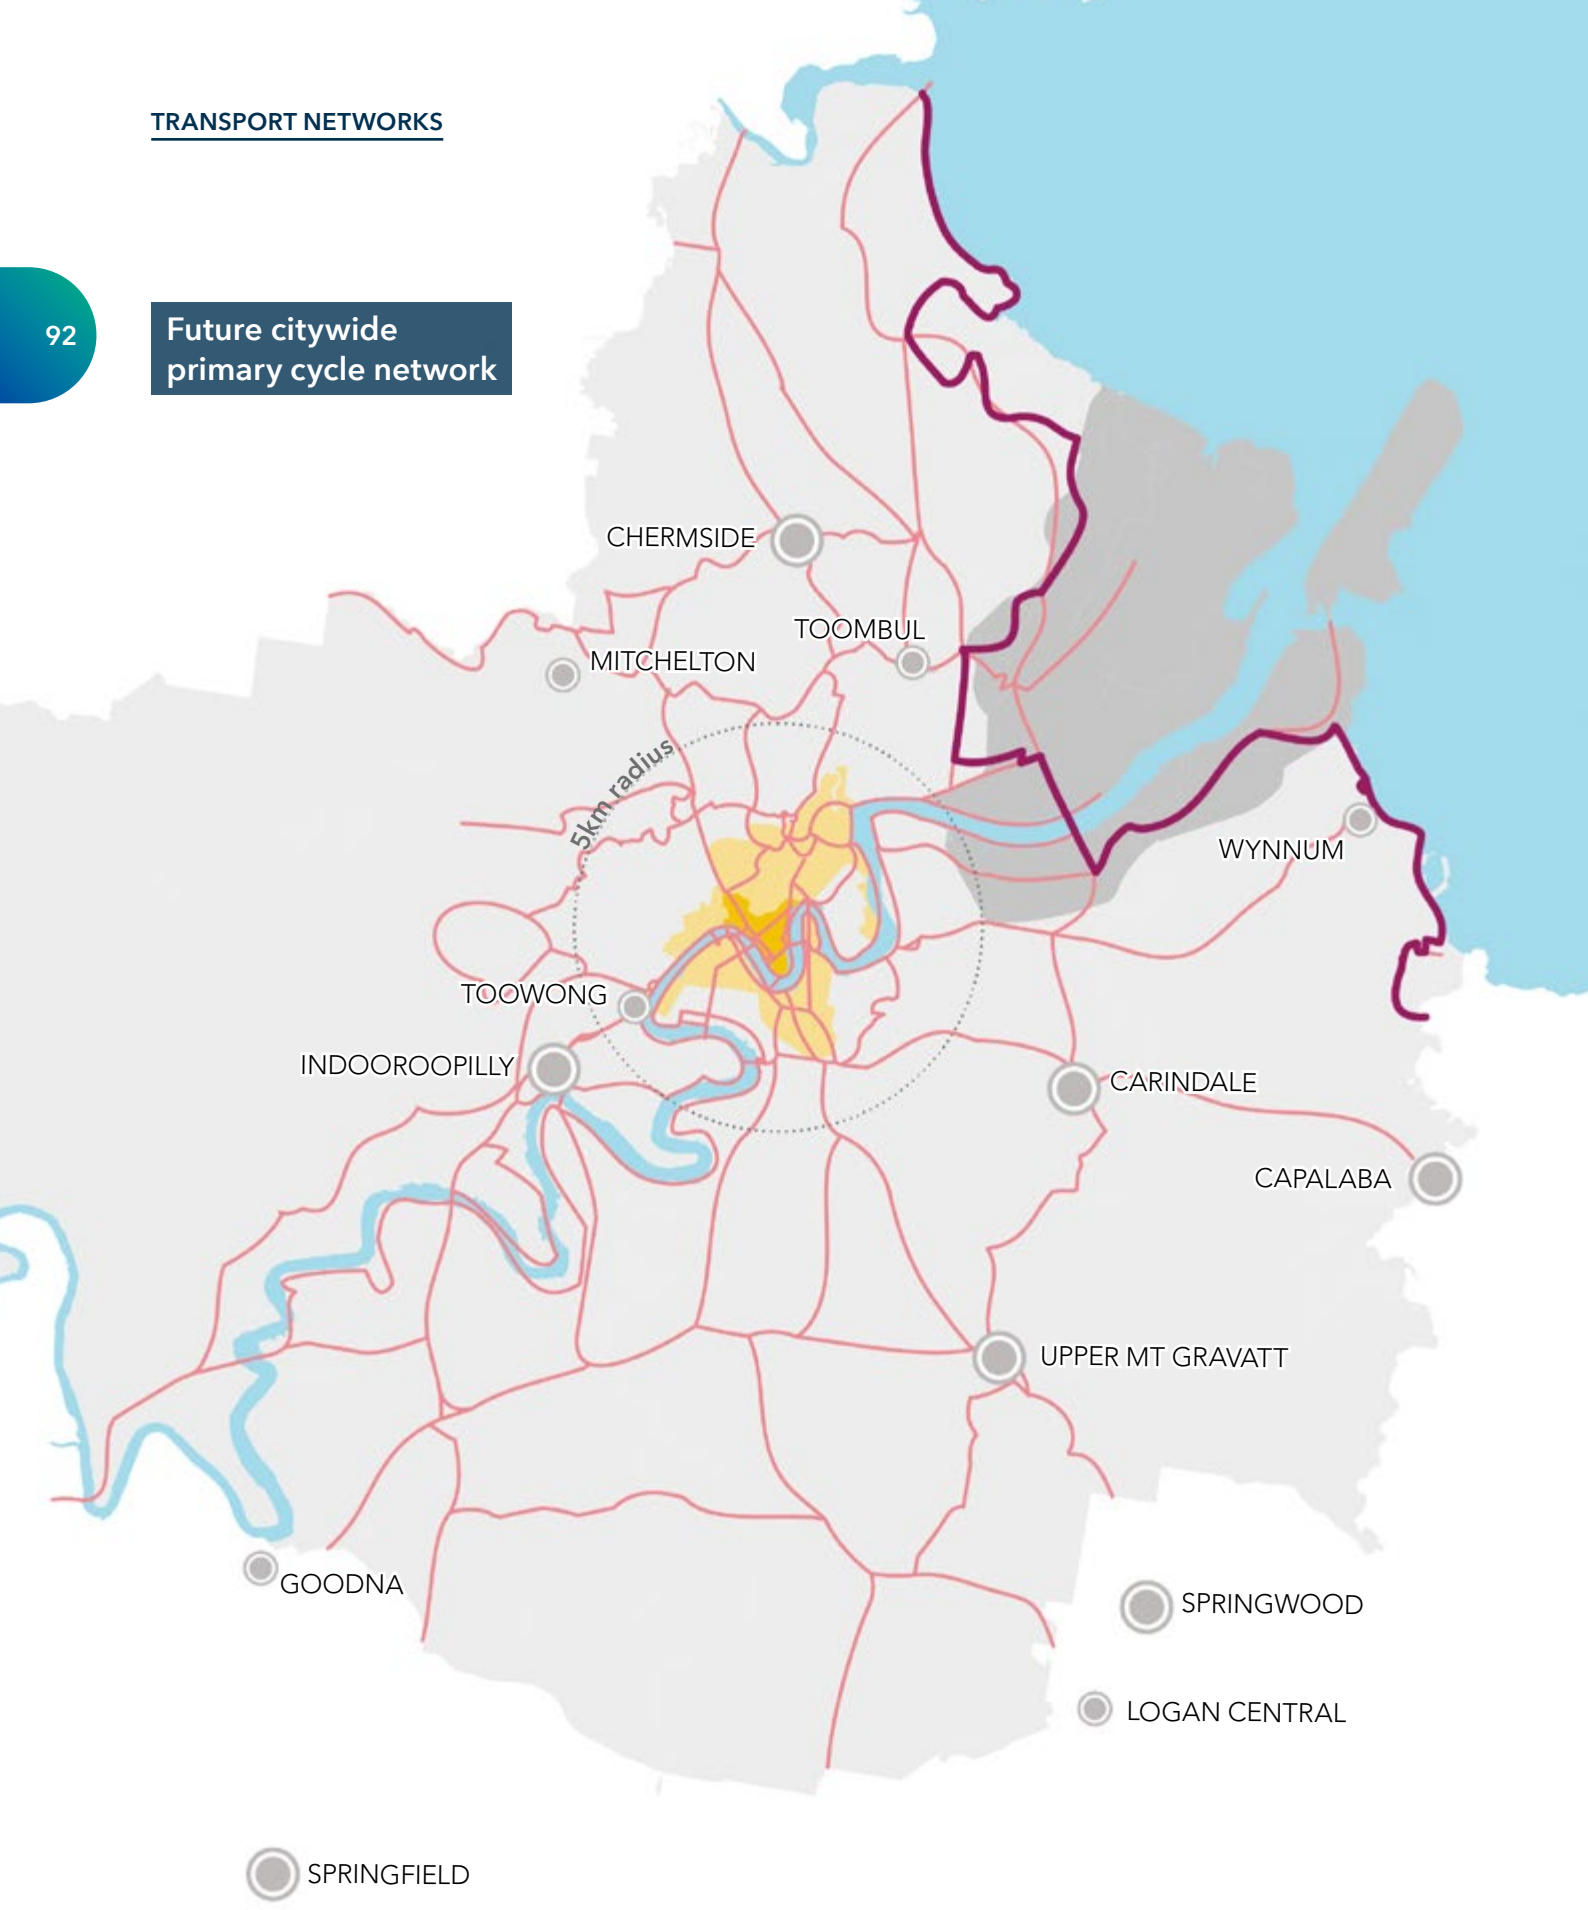 TRANSPORT NETWORKS
92
Future citywide
primary cycle network
CHERMSIDE
TOOMBUL
MITCHELTON
5km radius
WYNNUM
TOOWONG
INDOOROOPILLY
CARINDALE
CAPALABA
UPPER MT GRAVATT
GOODNA
SPRINGWOOD
LOGAN CENTRAL
SPRINGFIELD